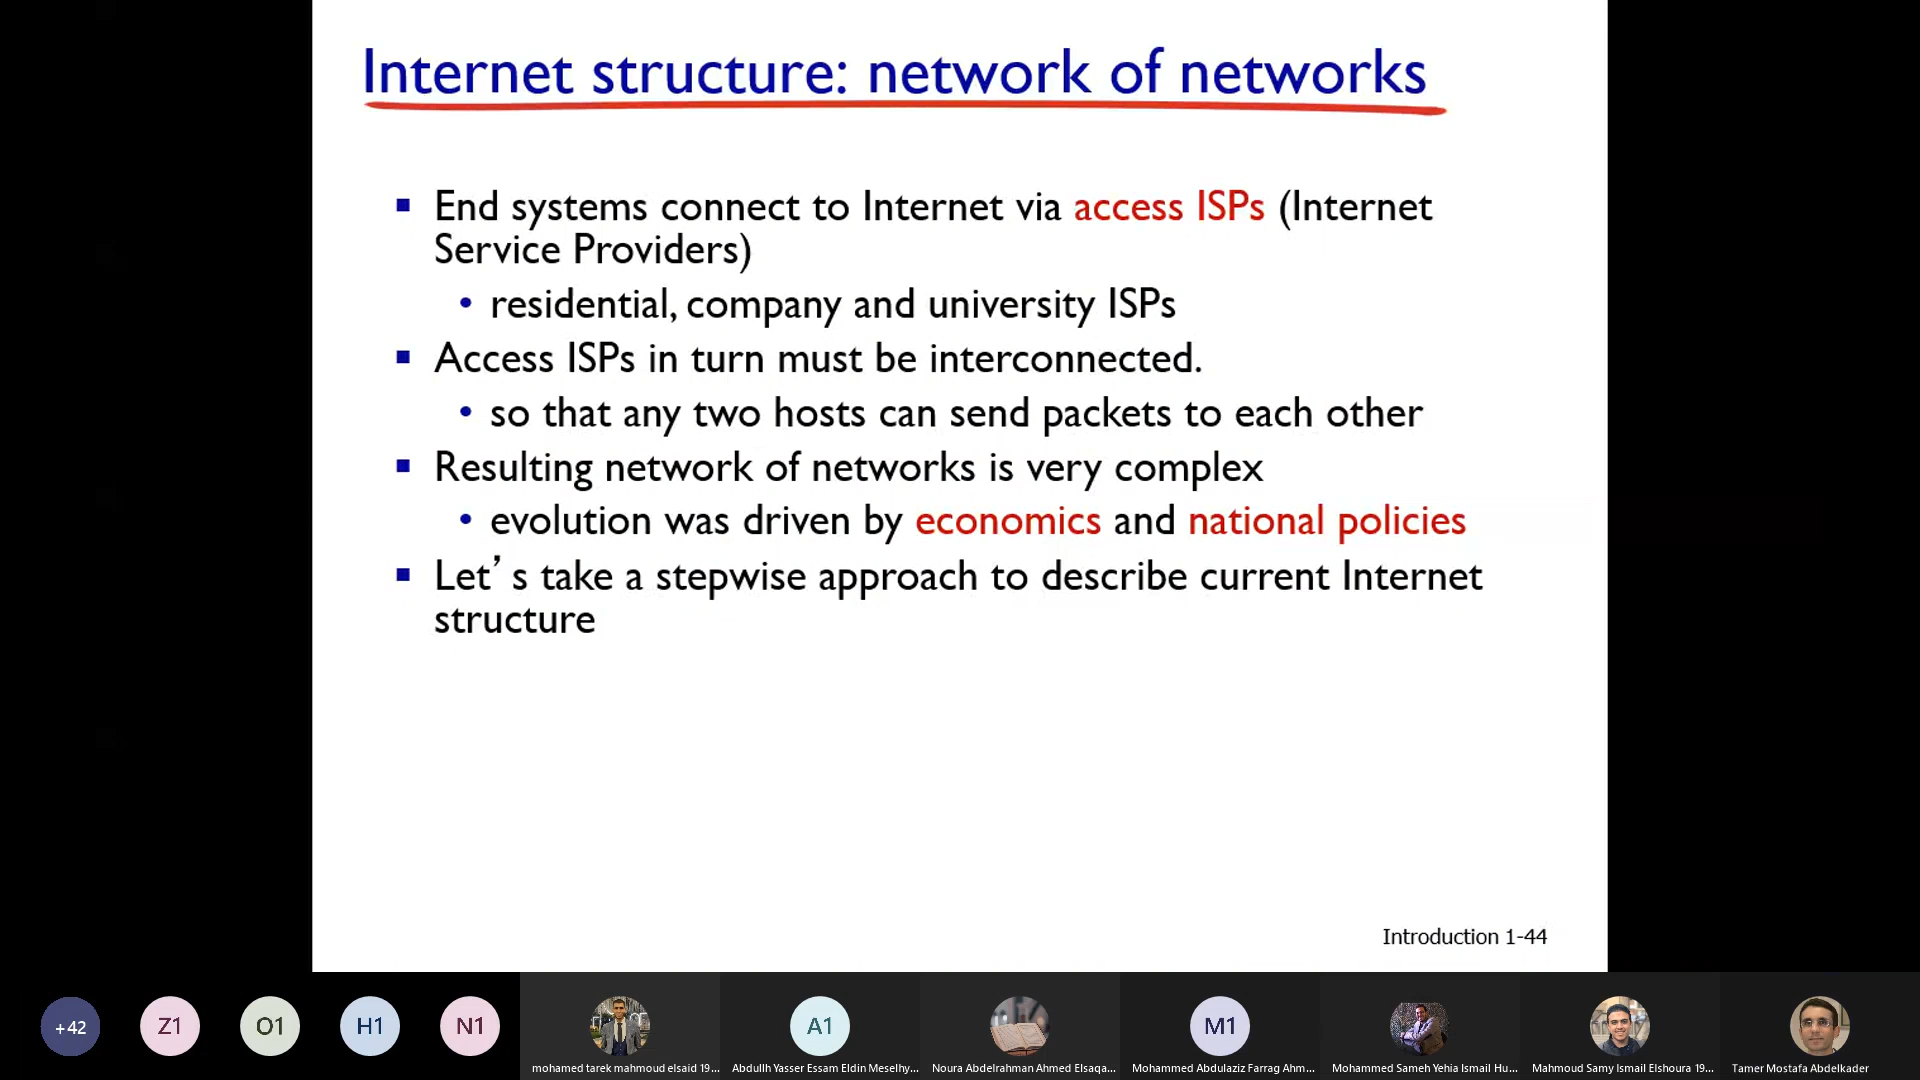 Internet structure: network of networks
▪ End systems connect to Internet via access ISPs (Internet
Service Providers)
• residential, company and university ISPs
▪ Access ISPs in turn must be interconnected.
• so that any two hosts can send packets to each other
▪ Resulting network of networks is very complex
• evolution was driven by economics and national policies
▪ Let’ s take a stepwise approach to describe current Internet
structure
Introduction 1-44
+42
Z1
O1
H1
N1
A1
M1
mohamed tarek mahmoud elsaid 19...
Abdullh Yasser Essam Eldin Meselhy...
Noura Abdelrahman Ahmed Elsaqa...
Mohammed Abdulaziz Farrag Ahm...
Mohammed Sameh Yehia Ismail Hu...
Mahmoud Samy Ismail Elshoura 19...
Tamer Mostafa Abdelkader